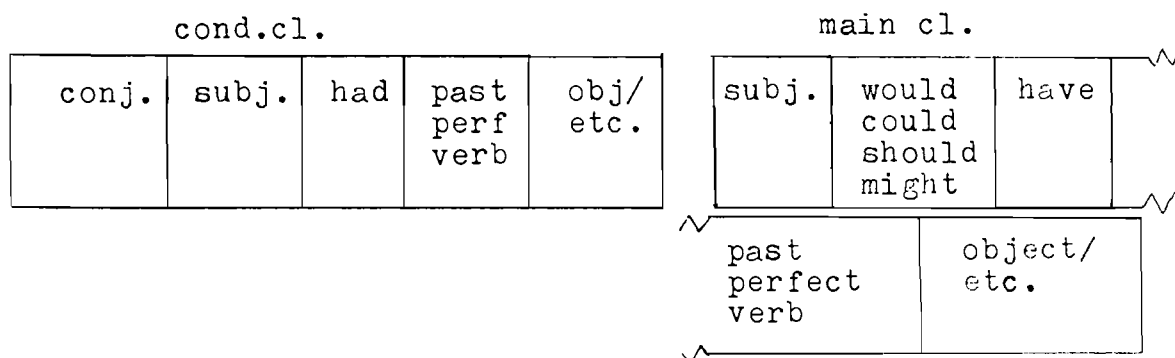 cond.cl. main cl.
conj. subj. had past obj/ subj. would have
perf etc. could
verb should
might
past object/
perfect etc.
verb